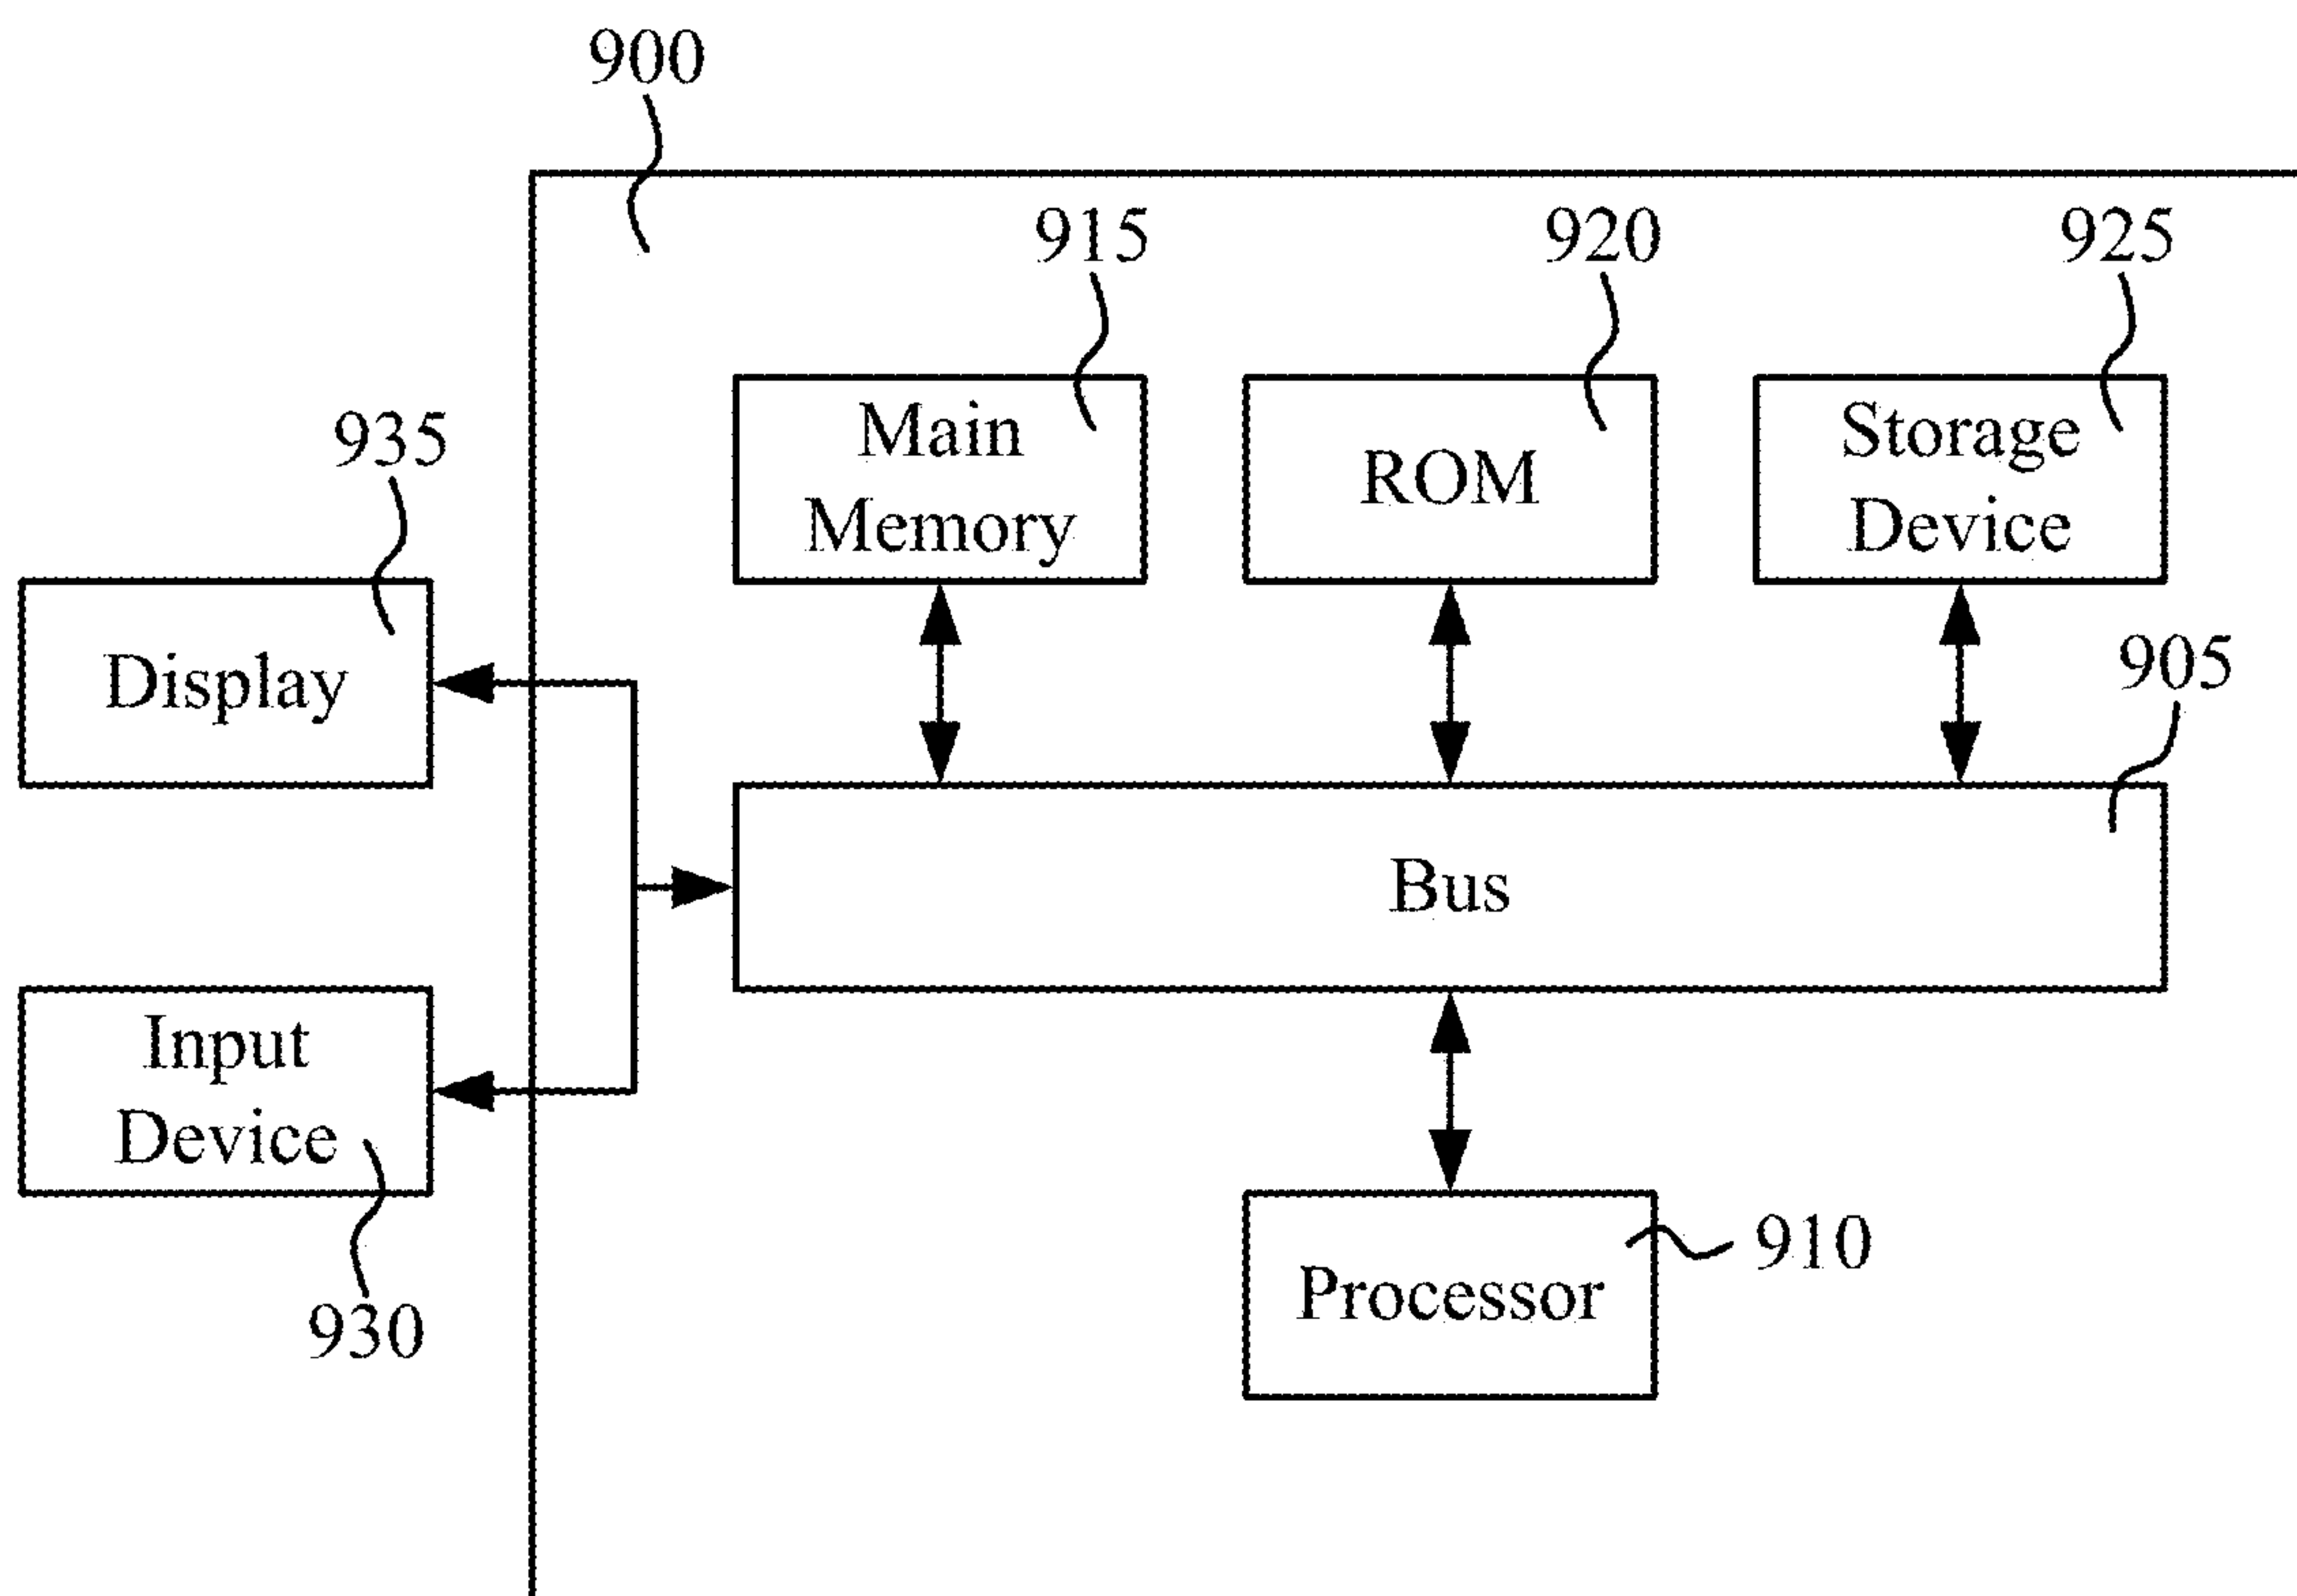 900
915
920
925
Main
Memory
ROM
Storage
Device
935
905
Display
Bus
Input
Device
910
Processor
930